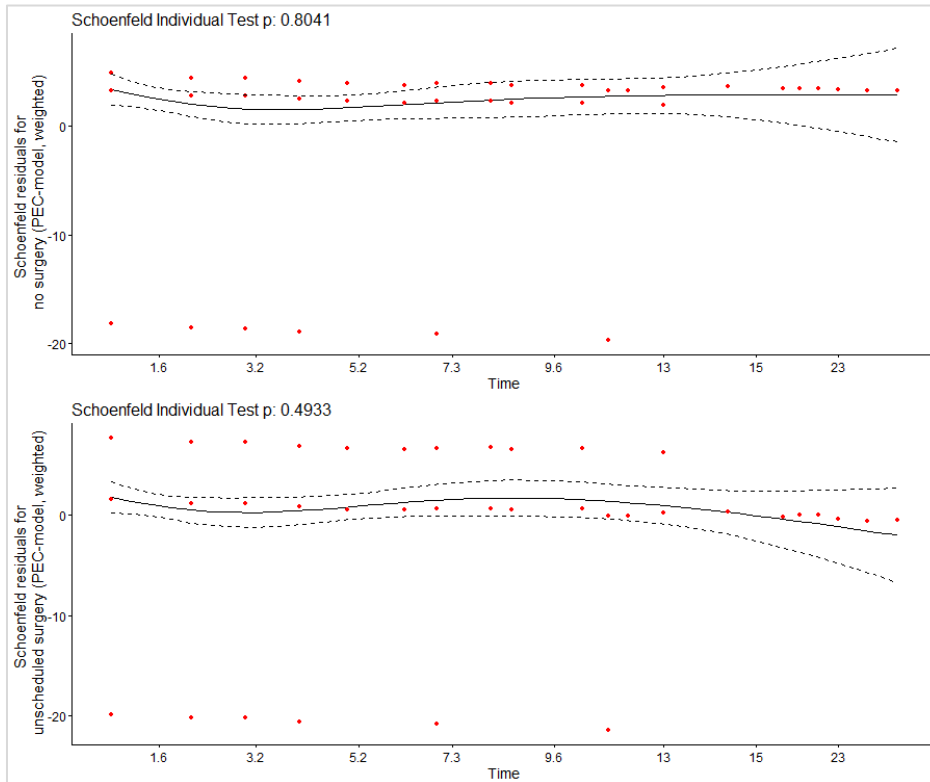 Schoenfeld Individual Test p: 0.8041
Schoenfeld residuals for
no surgery (PEC-model, weighted)
0
-10
-20
1.6 3.2 5.2 7.3 9.6 13 15 23
Time
Schoenfeld Individual Test p: 0.4933
Schoenfeld residuals for
unscheduled surgery (PEC-model, weighted)
0
-10
-20
1.6 3.2 5.2 7.3 9.6 13 15 23
Time